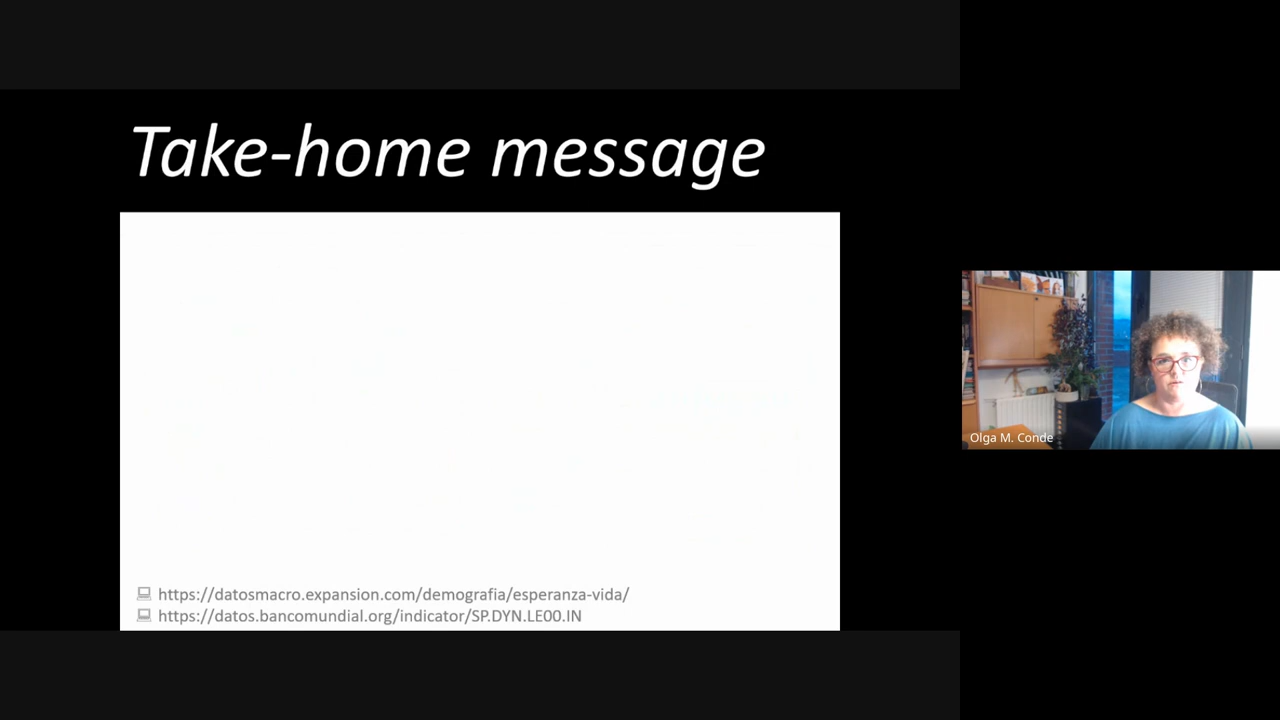 Take-home message
https://datosmacro.expansion.com/demografia/esperanza-vida/
https://datos.bancomundial.org/indicator/SP.DYN.LE00.IN
Olga M. Conde